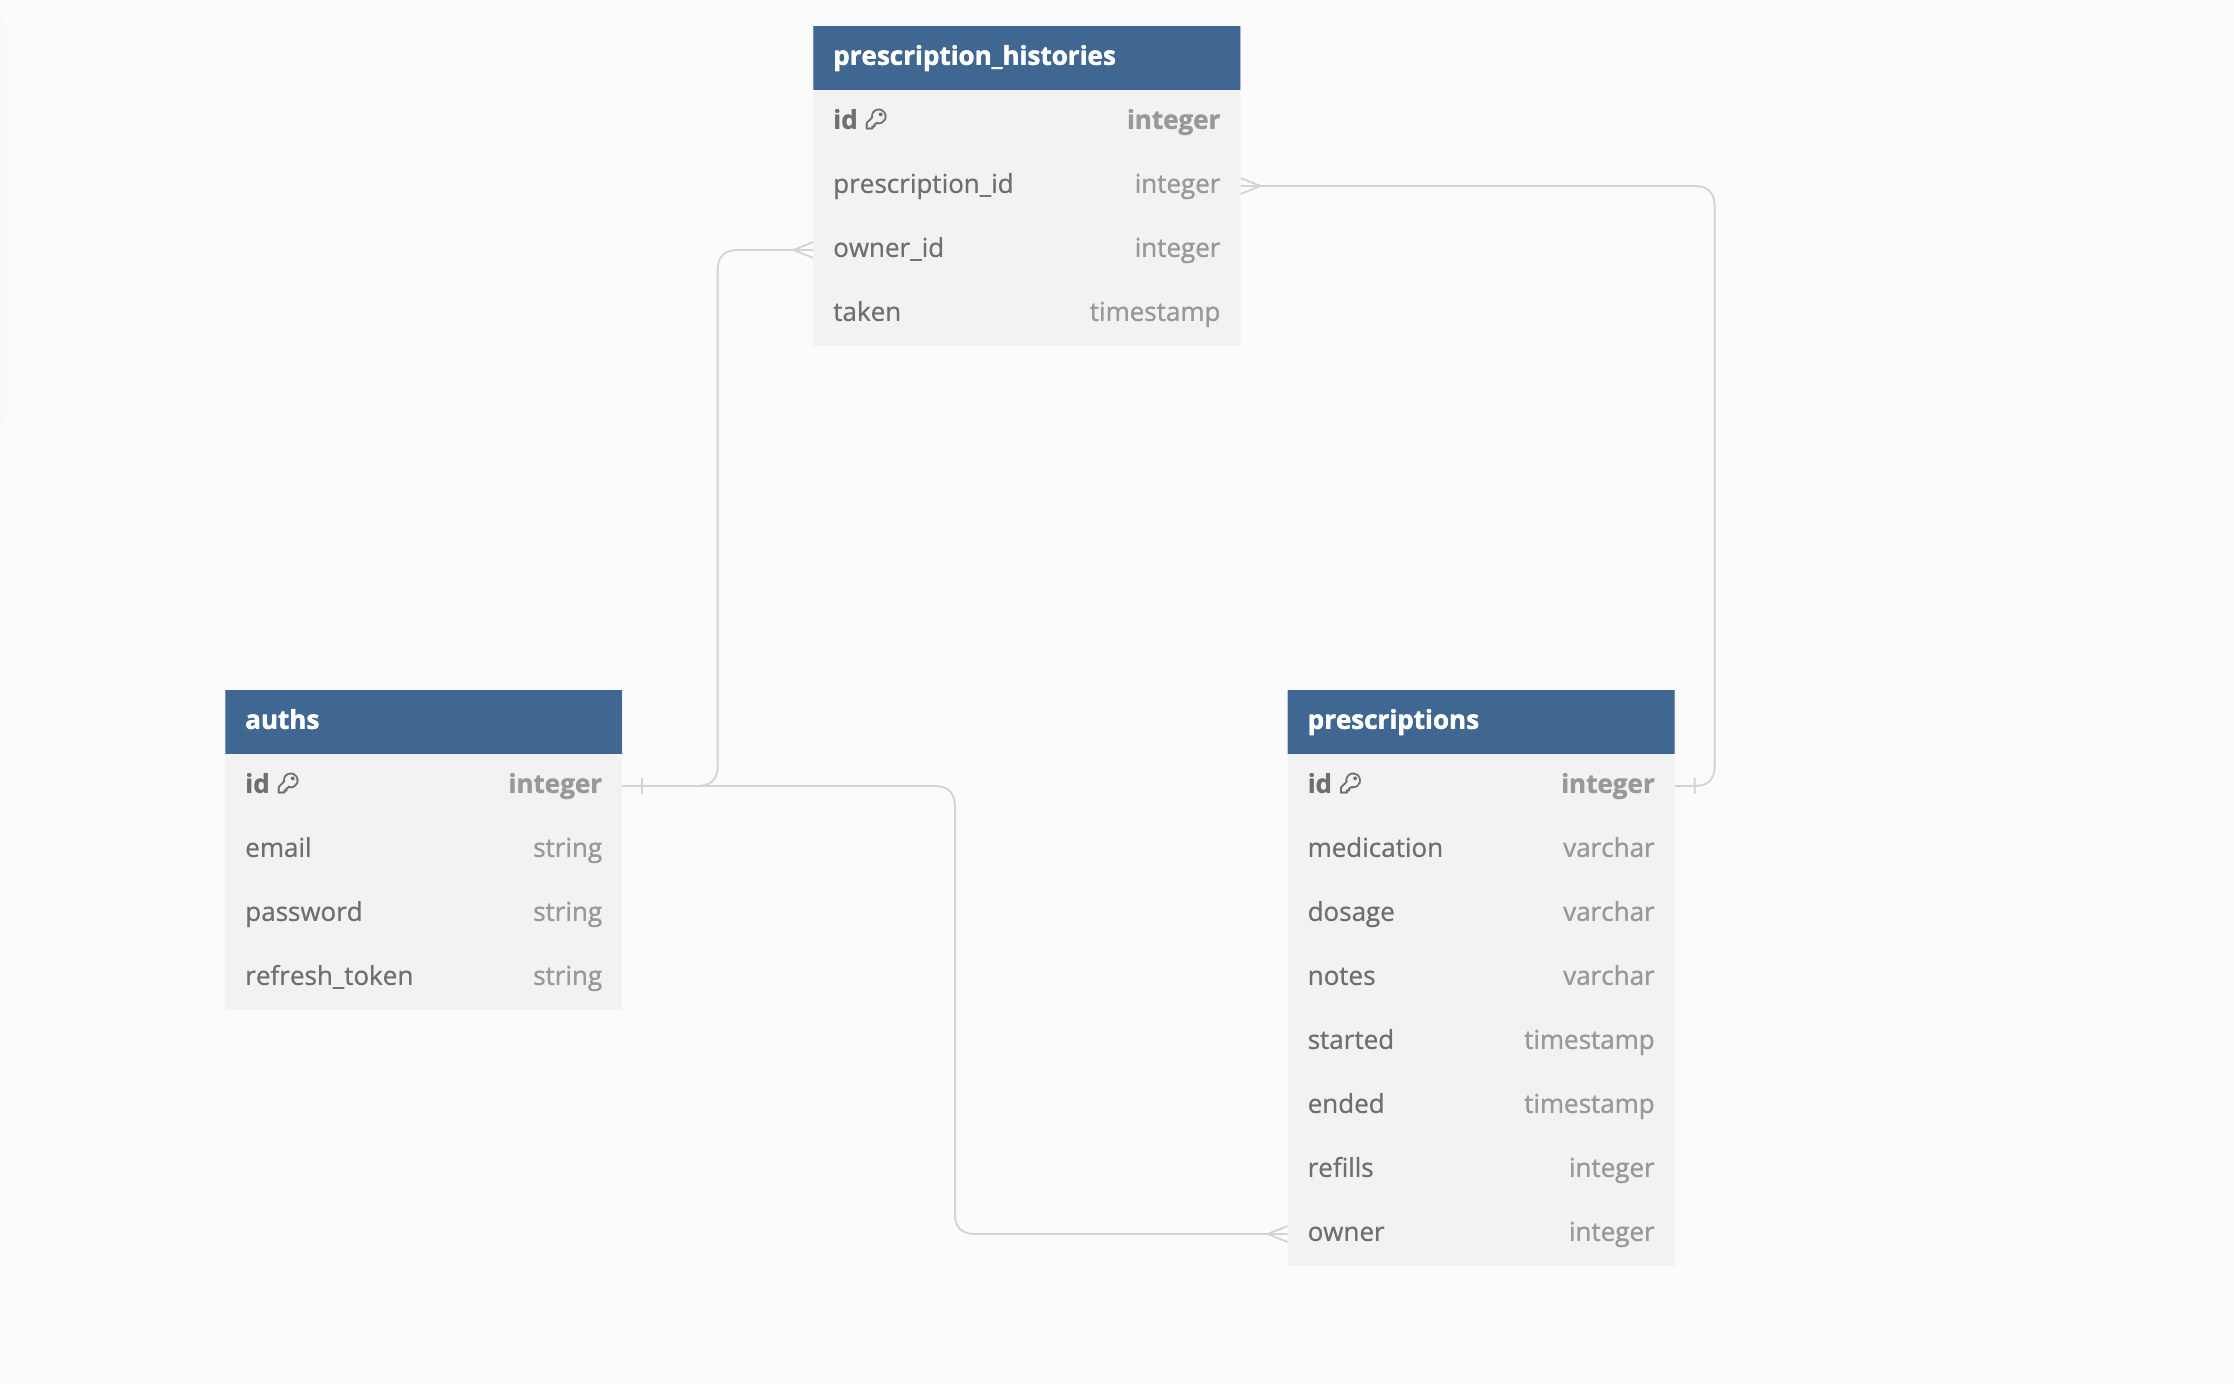 prescription_histories
id integer
prescription_id integer
owner_id integer
taken timestamp
auths
id integer
email string
password string
refresh_token string
prescriptions
id integer
medication varchar
dosage varchar
notes varchar
started timestamp
ended timestamp
refills integer
owner integer